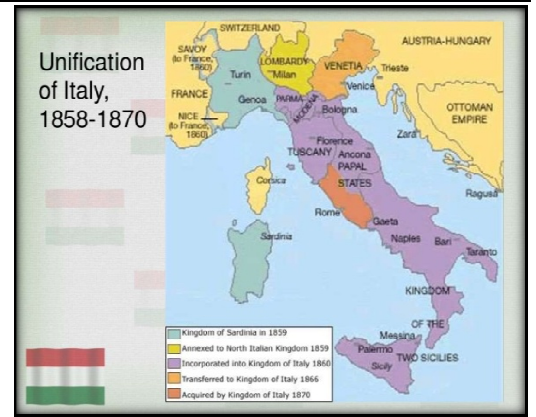 Unification
of Italy,
1858-1870
SWITZERLAND
AUSTRIA-HUNGARY
SAVOY
(to France,
1860)
LOMBARDY
Milan
VENETIA
Trieste
Turin
Venice
FRANCE
Genoa
PARMA
MODENA
Bologna
OTTOMAN
EMPIRE
NICE
(to France,
1860)
Zara
Florence
TUSCANY
Ancona
PAPAL
STATES
Corsica
Ragusa
Rome
Gaeta
Sardinia
Naples
Bari
Taranto
KINGDOM
OF THE
Messina
Palermo
TWO SICILIES
Sicily
Kingdom of Sardinia in 1859
Annexed to North Italian Kingdom 1859
Incorporated into Kingdom of Italy 1860
Transferred to Kingdom of Italy 1866
Acquired by Kingdom of Italy 1870